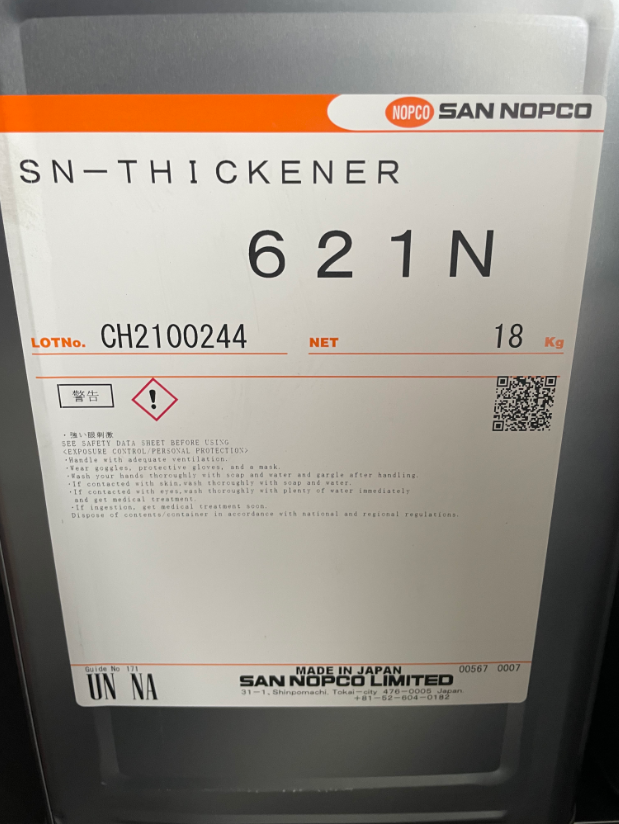 NOPCO SAN NOPCO
SN-THICKENER
621N
LOTNo. CH2100244 NET 18 Kg
警告
・強い眼刺激
SEE SAFETY DATA SHEET BEFORE USING
<EXPOSURE CONTROL/PERSONAL PROTECTION>
・Handle with adequate ventilation.
・Wear goggles, protective gloves, and a mask.
・Wash your hands thoroughly with soap and water and gargle after handling.
・If contacted with skin,wash thoroughly with soap and water.
・If contacted with eyes,wash thoroughly with plenty of water immediately
and get medical treatment.
・If ingestion, get medical treatment soon.
Dispose of contents/container in accordance with national and regional regulations.
Guide No 171
UN NA
MADE IN JAPAN
00567 0007
SAN NOPCO LIMITED
31-1, Shinpomachi, Tokai-city 476-0005 Japan
+81-52-604-0182